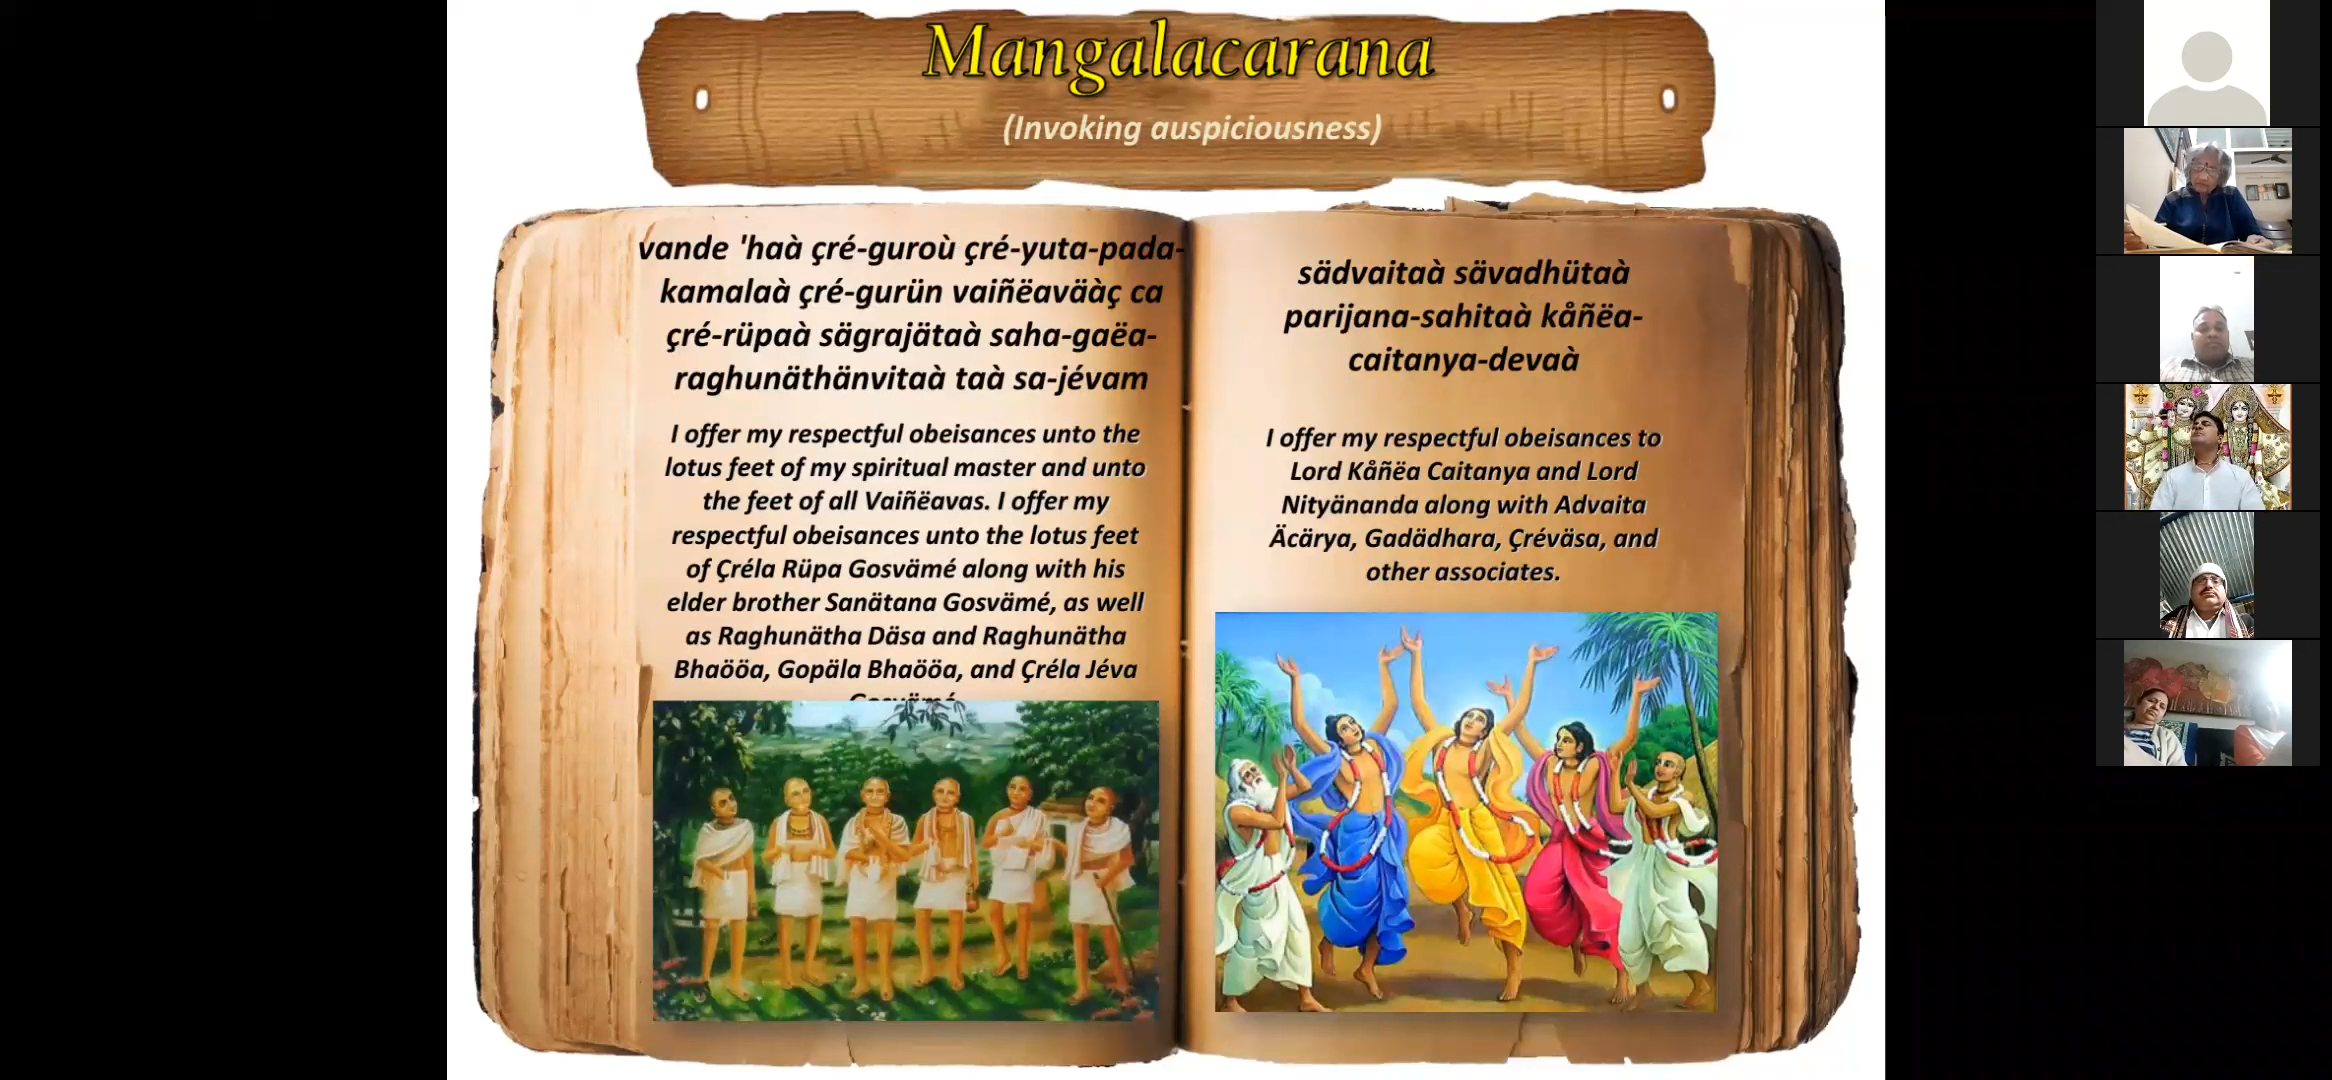 Mangalacarana
(Invoking auspiciousness)
vande 'haà çré-guroù çré-yuta-pada-
kamalaà çré-gurün vaiñëaväàç ca
çré-rüpaà sägrajätaà saha-gaëa-
raghunäthänvitaà taà sa-jévam
I offer my respectful obeisances unto the
lotus feet of my spiritual master and unto
the feet of all Vaiñëavas. I offer my
respectful obeisances unto the lotus feet
of Çréla Rüpa Gosvämé along with his
elder brother Sanätana Gosvämé, as well
as Raghunätha Däsa and Raghunätha
Bhaööa, Gopäla Bhaööa, and Çréla Jéva
sädvaitaà sävadhütaà
parijana-sahitaà kåñëa-
caitanya-devaà
I offer my respectful obeisances to
Lord Kåñëa Caitanya and Lord
Nityänanda along with Advaita
Äcärya, Gadädhara, Çréväsa, and
other associates.